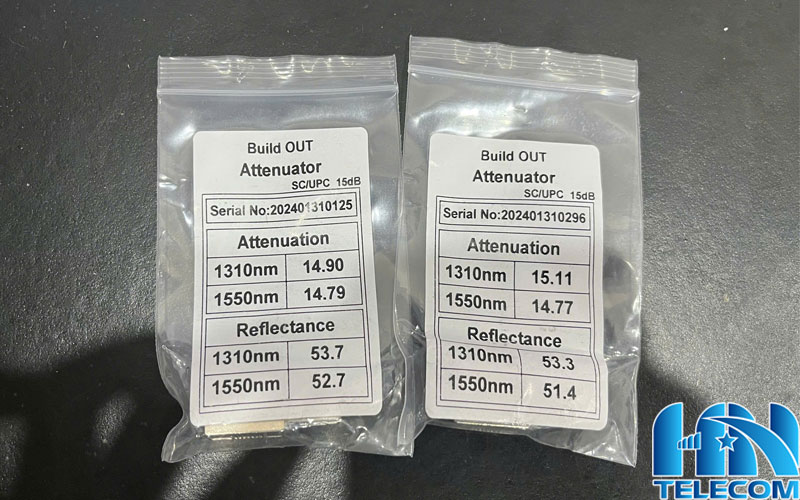 Build OUT
Attenuator
SC/UPC 15dB
Serial No:202401310125
Attenuation
1310nm 14.90
1550nm 14.79
Reflectance
1310nm 53.7
1550nm 52.7
Build OUT
Attenuator
SC/UPC 15dB
Serial No:202401310296
Attenuation
1310nm 15.11
1550nm 14.77
Reflectance
1310nm 53.3
1550nm 51.4
HN
TELECOM